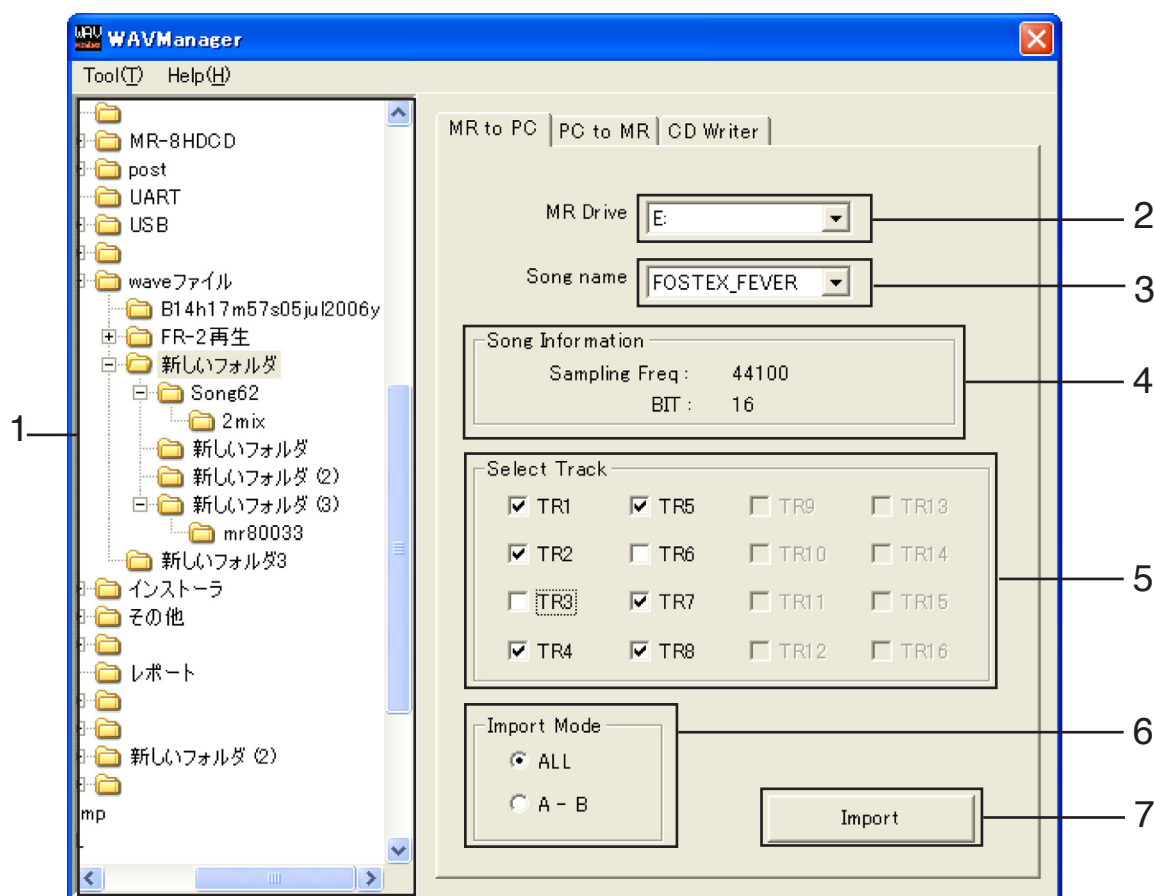 WAVManager
Tool(T) Help(H)
MR-8HDCD
post
UART
USB
waveファイル
B14h17m57s05jul2006y
FR-2再生
新しいフォルダ
Song62
2mix
新しいフォルダ
新しいフォルダ (2)
新しいフォルダ (3)
mr80033
新しいフォルダ3
インストーラ
その他
レポート
新しいフォルダ (2)
mp
1
MR to PC PC to MR CD Writer
MR Drive E: 2
Song name FOSTEX_FEVER 3
Song Information
Sampling Freq : 44100
BIT : 16
4
Select Track
TR1 TR5 TR9 TR13
TR2 TR6 TR10 TR14
TR3 TR7 TR11 TR15
TR4 TR8 TR12 TR16
5
Import Mode
ALL
A - B
6
Import 7